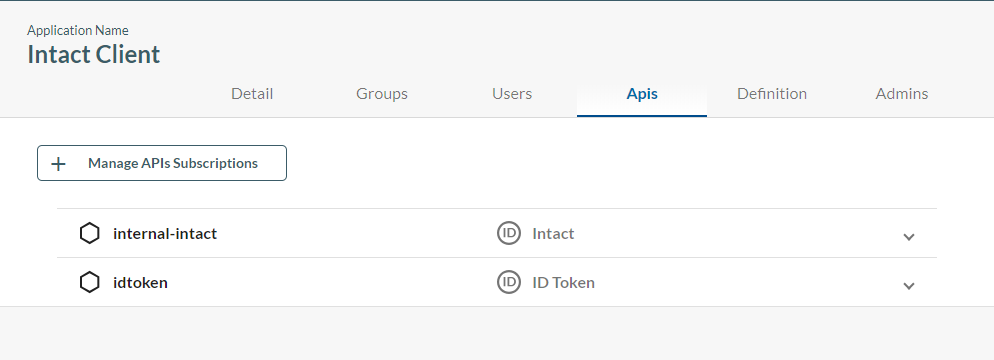 Application Name
Intact Client
Detail Groups Users Apis Definition Admins
+ Manage APIs Subscriptions
internal-intact ID Intact
idtoken ID ID Token